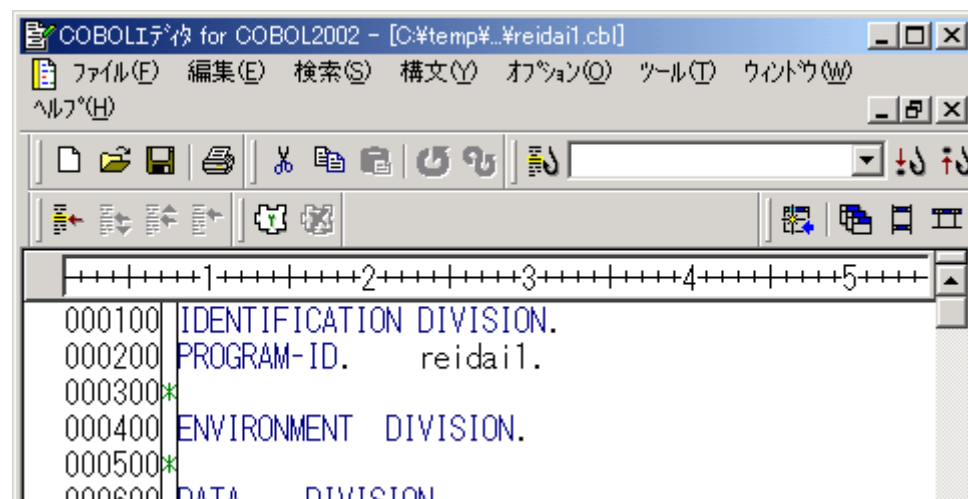 COBOLｴﾃﾞｨﾀ for COBOL2002 - [C:¥temp¥...¥reidai1.cbl]
ﾌｧｲﾙ(F) 編集(E) 検索(S) 構文(Y) ｵﾌﾟｼｮﾝ(O) ﾂｰﾙ(T) ｳｨﾝﾄﾞｳ(W)
ﾍﾙﾌﾟ(H)
1 2 3 4 5
000100 IDENTIFICATION DIVISION.
000200 PROGRAM-ID. reidai1.
000300*
000400 ENVIRONMENT DIVISION.
000500*
000600 DATA DIVISION